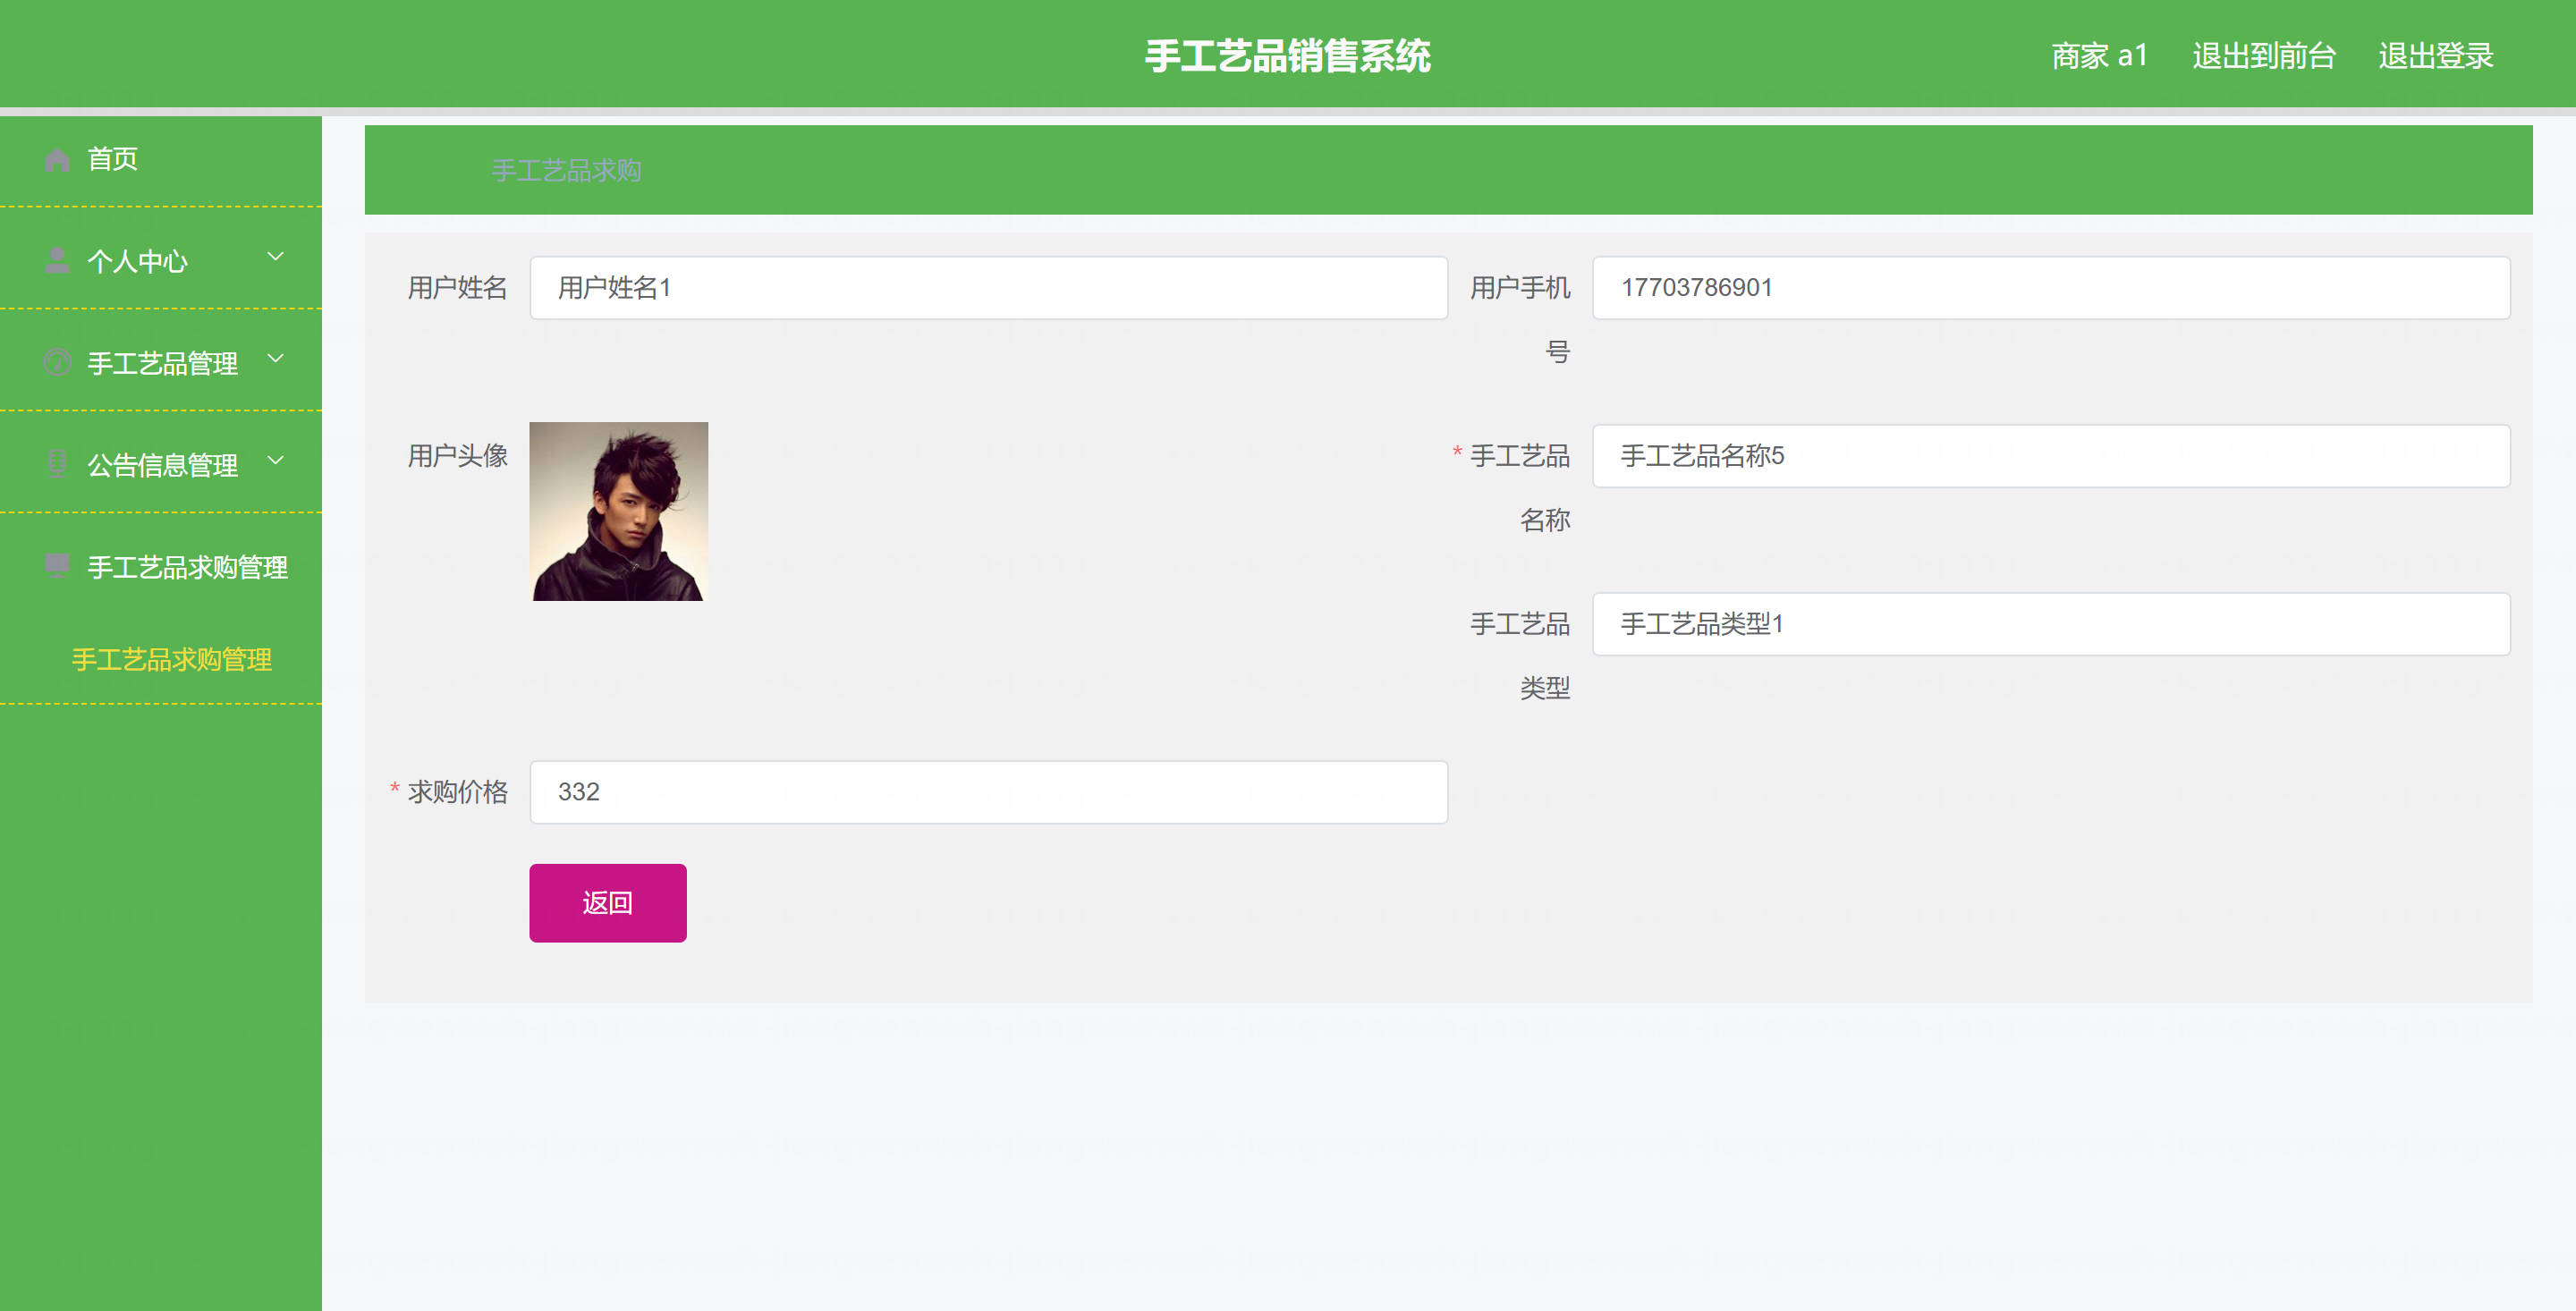 手工艺品销售系统
商家 a1
退出到前台
退出登录
首页
个人中心
手工艺品管理
公告信息管理
手工艺品求购管理
手工艺品求购管理
手工艺品求购
用户姓名
用户姓名1
用户手机
号
17703786901
用户头像
* 手工艺品
名称
手工艺品名称5
手工艺品
类型
手工艺品类型1
* 求购价格
332
返回